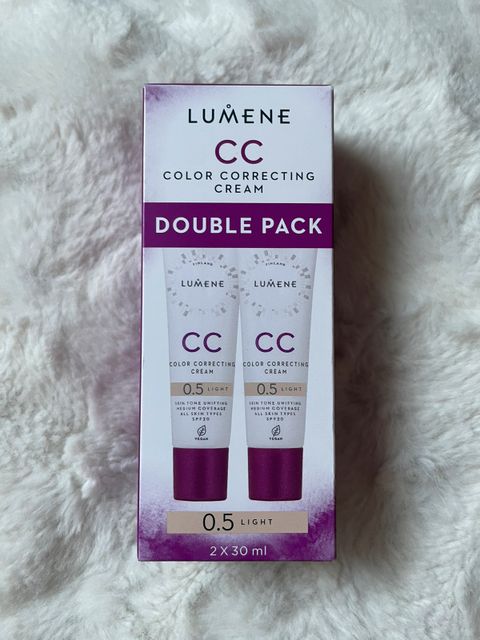 LUMENE
CC
COLOR CORRECTING
CREAM
DOUBLE PACK
FINLAND
LUMENE
CC
COLOR CORRECTING
CREAM
0.5 LIGHT
SKIN TONE UNIFYING
MEDIUM COVERAGE
ALL SKIN TYPES
SPF20
VEGAN
FINLAND
LUMENE
CC
COLOR CORRECTING
CREAM
0.5 LIGHT
SKIN TONE UNIFYING
MEDIUM COVERAGE
ALL SKIN TYPES
SPF20
VEGAN
0.5 LIGHT
2 X 30 ml